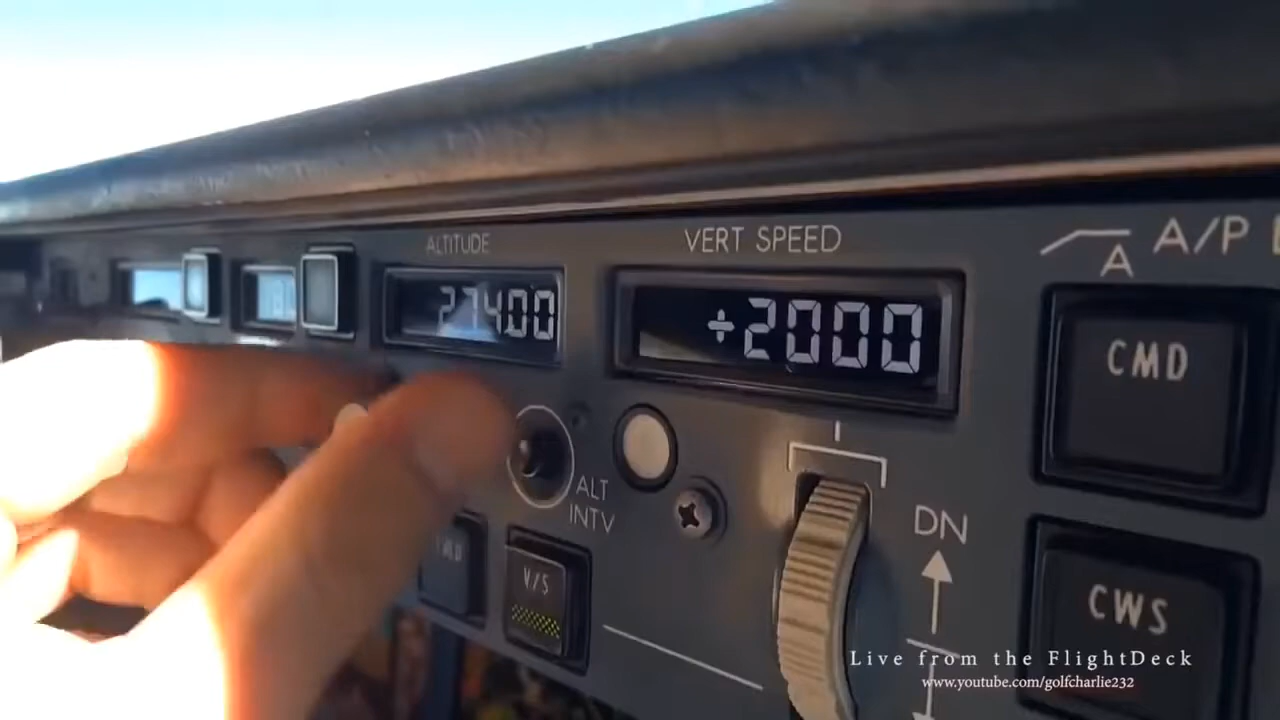 ALTITUDE
27400
VERT SPEED
+2000
A
A/P
CMD
ALT
INTV
V/S
DN
CWS
Live from the FlightDeck
www.youtube.com/golfcharlie232